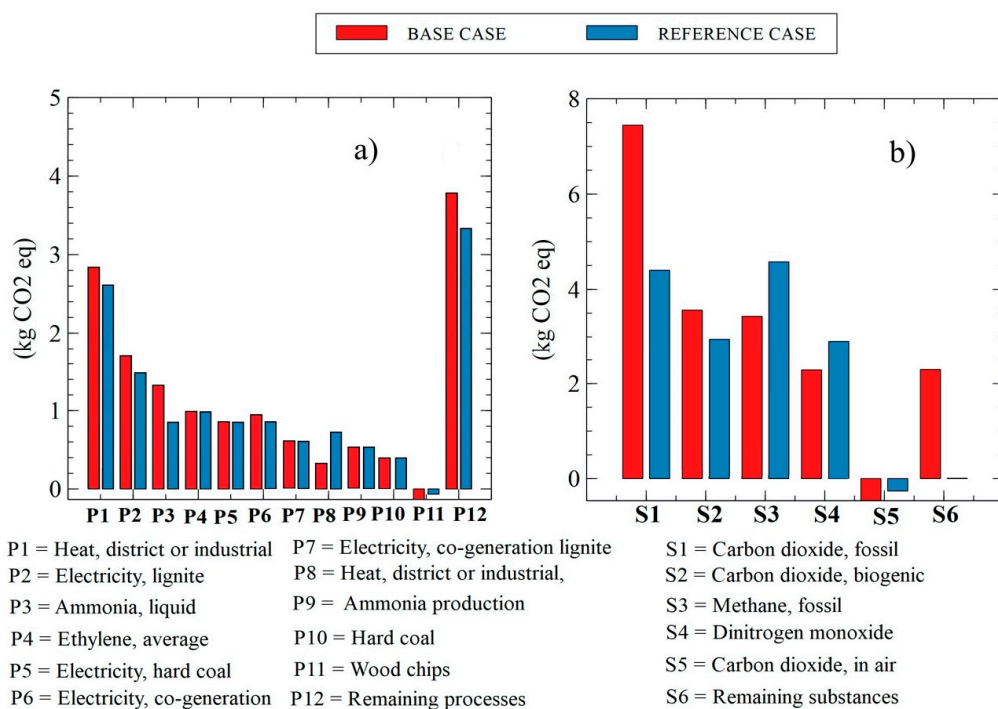 BASE CASE
REFERENCE CASE
a)
(kg CO2 eq)
5
4
3
2
1
0
P1 P2 P3 P4 P5 P6 P7 P8 P9 P10 P11 P12
b)
(kg CO2 eq)
8
6
4
2
0
S1 S2 S3 S4 S5 S6
P1 = Heat, district or industrial
P2 = Electricity, lignite
P3 = Ammonia, liquid
P4 = Ethylene, average
P5 = Electricity, hard coal
P6 = Electricity, co-generation
P7 = Electricity, co-generation lignite
P8 = Heat, district or industrial,
P9 = Ammonia production
P10 = Hard coal
P11 = Wood chips
P12 = Remaining processes
S1 = Carbon dioxide, fossil
S2 = Carbon dioxide, biogenic
S3 = Methane, fossil
S4 = Dinitrogen monoxide
S5 = Carbon dioxide, in air
S6 = Remaining substances